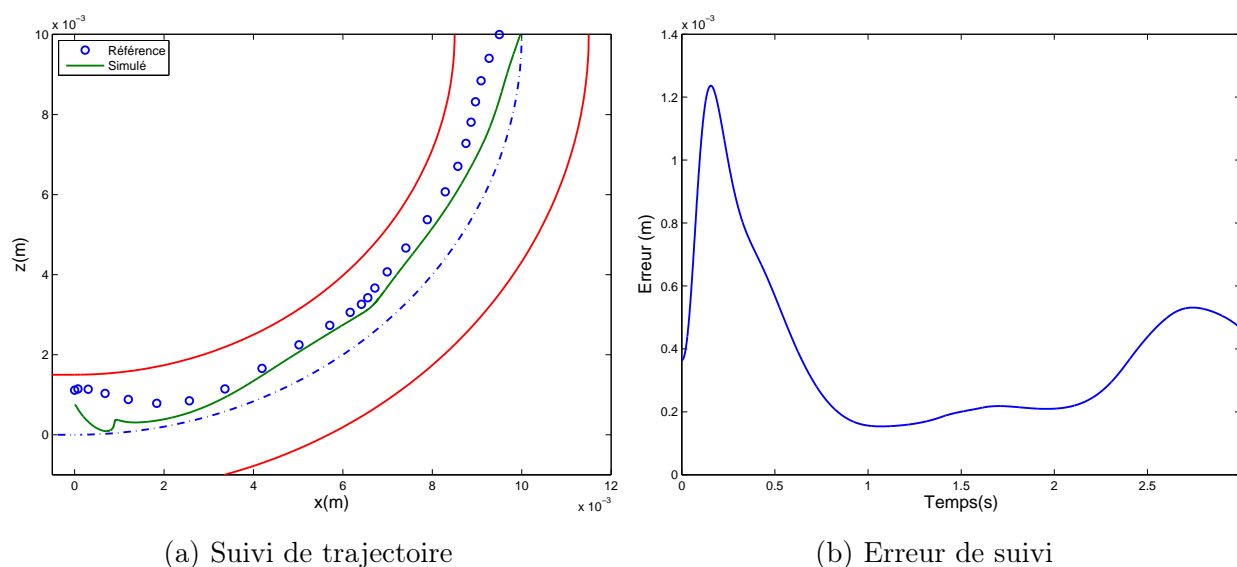 x 10⁻³
10
8
6
4
2
0
z(m)
Référence
Simulé
0 2 4 6 8 10 12
x(m)
x 10⁻³
(a) Suivi de trajectoire
x 10⁻³
1.4
1.2
1
0.8
0.6
0.4
0.2
0
Erreur (m)
0 0.5 1 1.5 2 2.5
Temps(s)
(b) Erreur de suivi